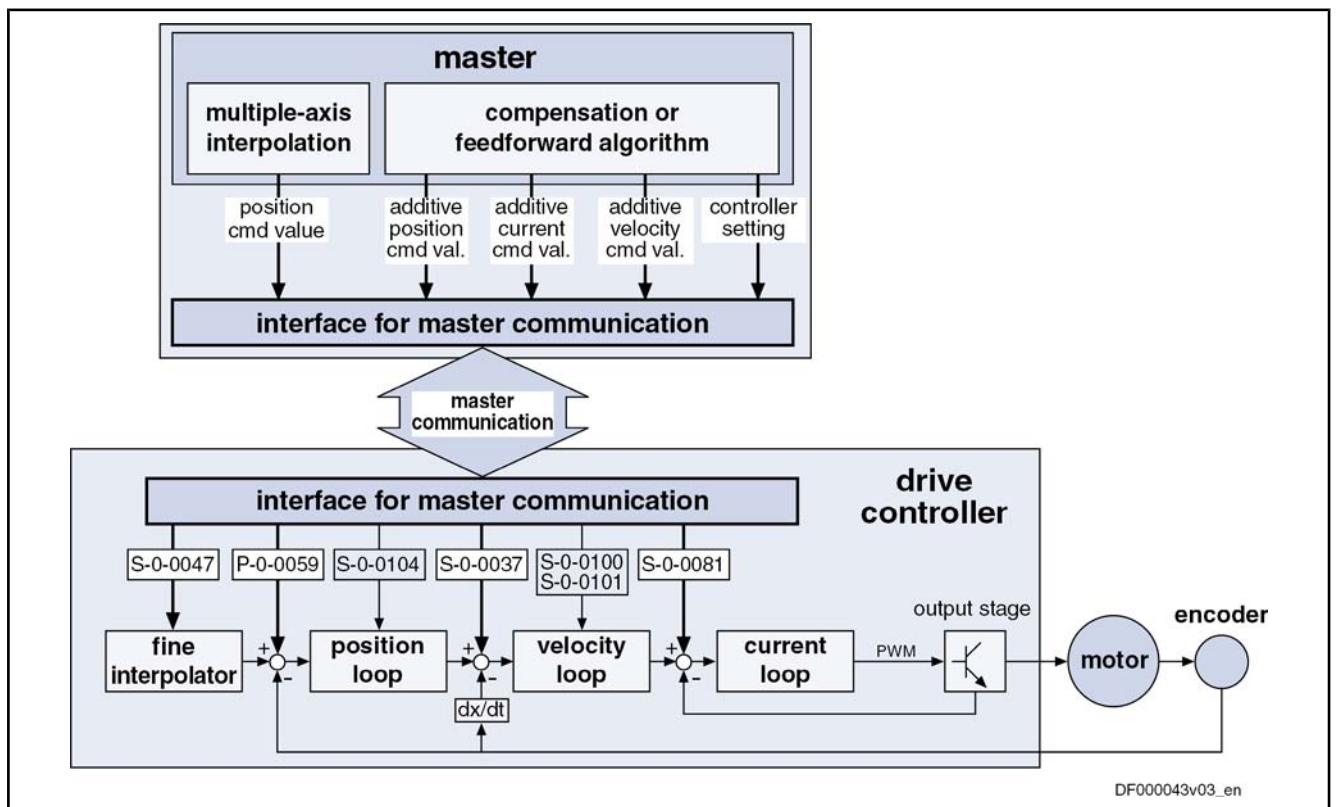 master
multiple-axis
interpolation
compensation or
feedforward algorithm
position
cmd value
additive
position
cmd val.
additive
current
cmd val.
additive
velocity
cmd val.
controller
setting
interface for master communication
master
communication
drive
controller
interface for master communication
S-0-0047
P-0-0059
S-0-0104
S-0-0037
S-0-0100
S-0-0101
S-0-0081
output stage
encoder
fine
interpolator
+
-
position
loop
+
-
velocity
loop
+
-
current
loop
PWM
motor
dx/dt
DF000043v03_en